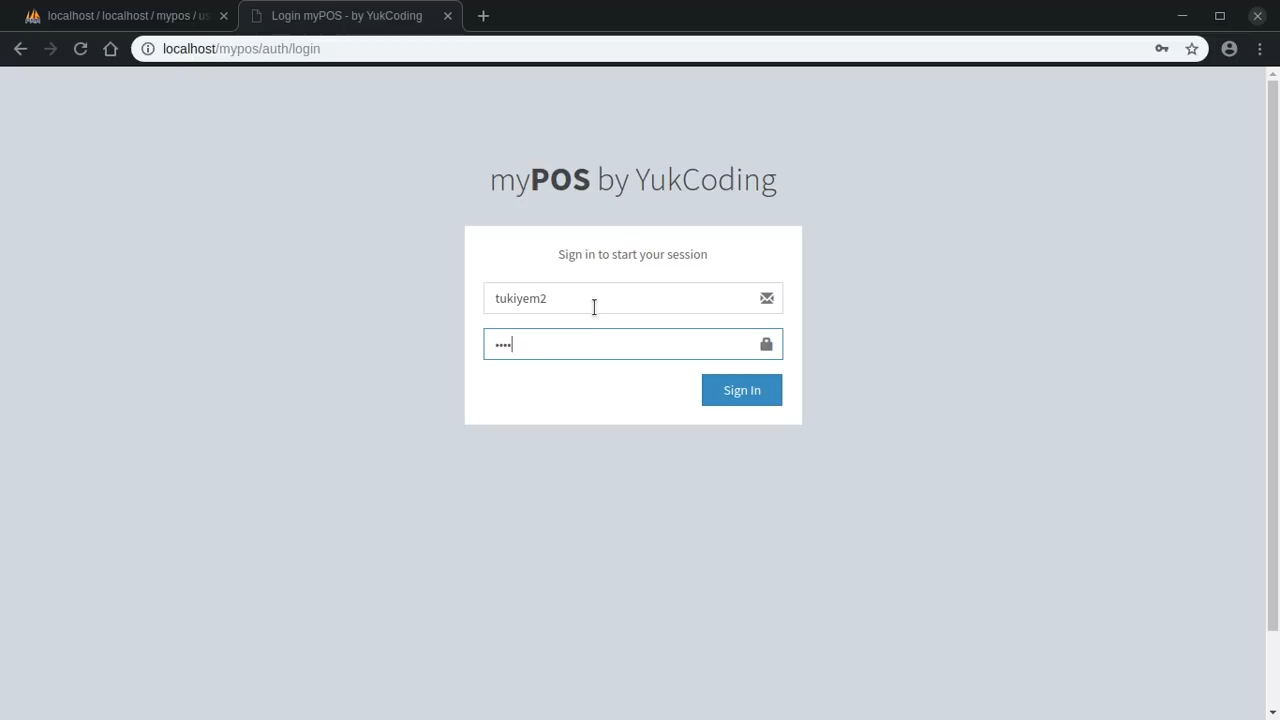 localhost / localhost / mypos / us
Login myPOS - by YukCoding
localhost/mypos/auth/login
myPOS by YukCoding
Sign in to start your session
tukiyem2
••••
Sign In